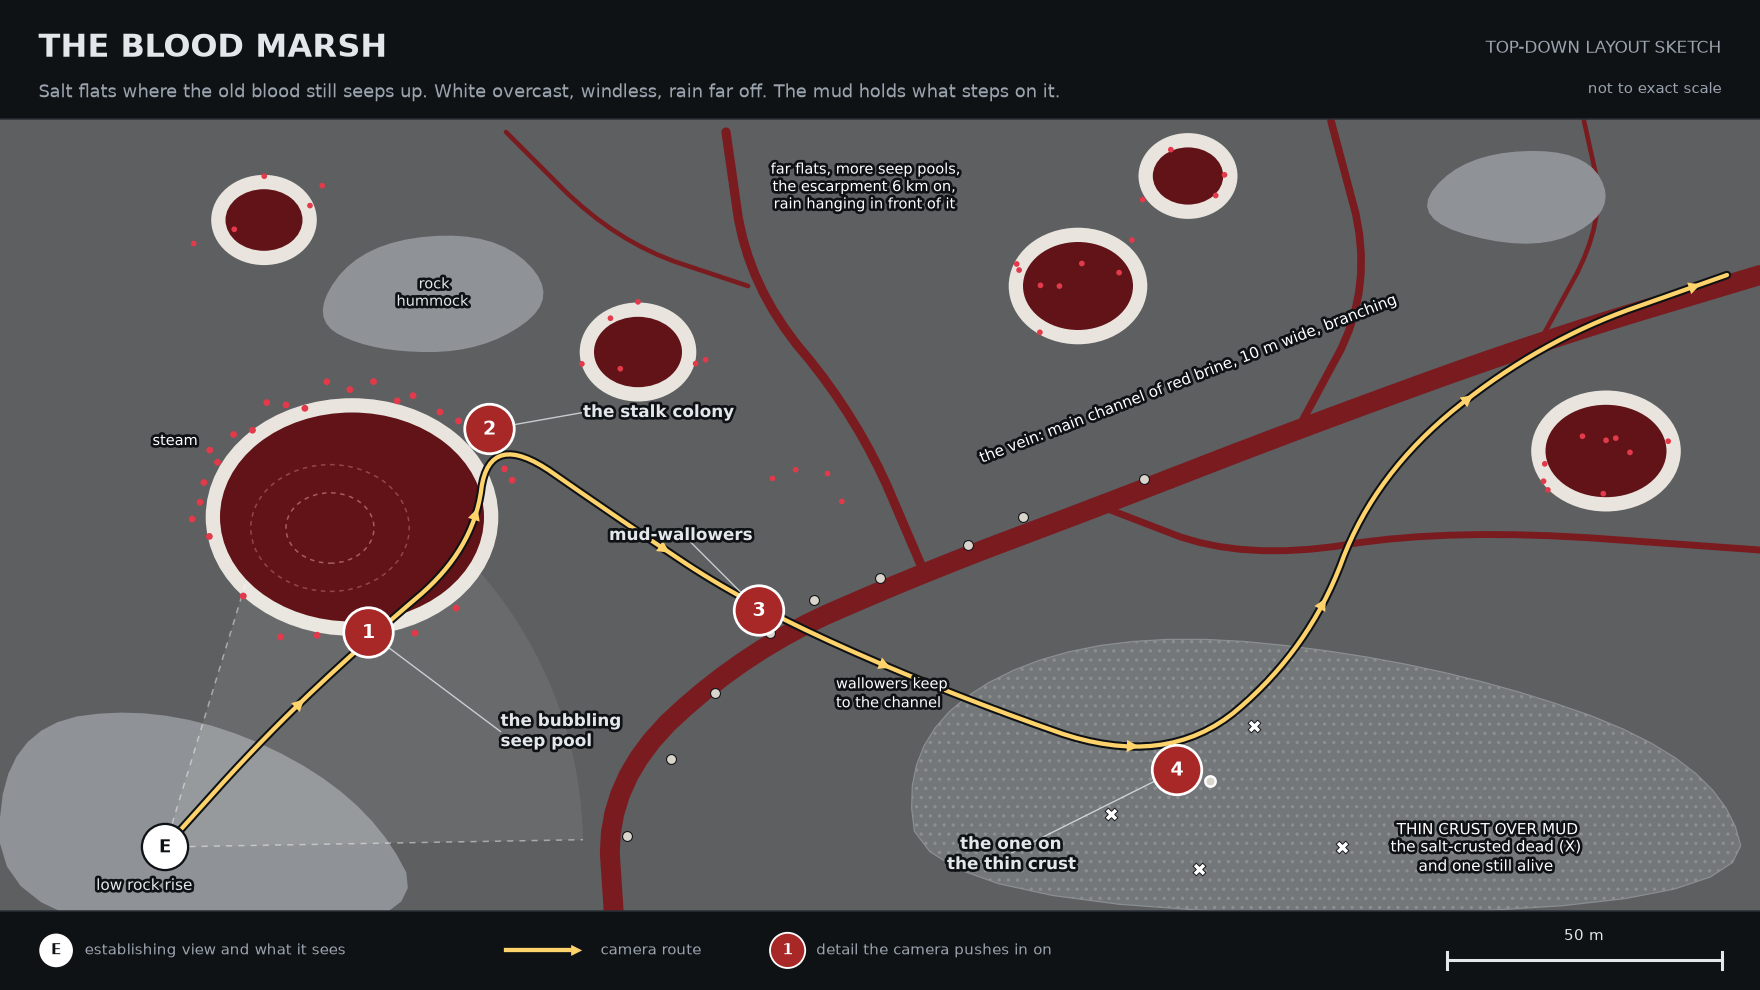 THE BLOOD MARSH
TOP-DOWN LAYOUT SKETCH
Salt flats where the old blood still seeps up. White overcast, windless, rain far off. The mud holds what steps on it.
not to exact scale
far flats, more seep pools,
the escarpment 6 km on,
rain hanging in front of it
rock
hummock
the vein: main channel of red brine, 10 m wide, branching
2
the stalk colony
steam
mud-wallowers
3
1
wallowers keep
to the channel
the bubbling
seep pool
4
E
low rock rise
the one on
the thin crust
THIN CRUST OVER MUD
the salt-crusted dead (X)
and one still alive
E
establishing view and what it sees
camera route
1
detail the camera pushes in on
50 m